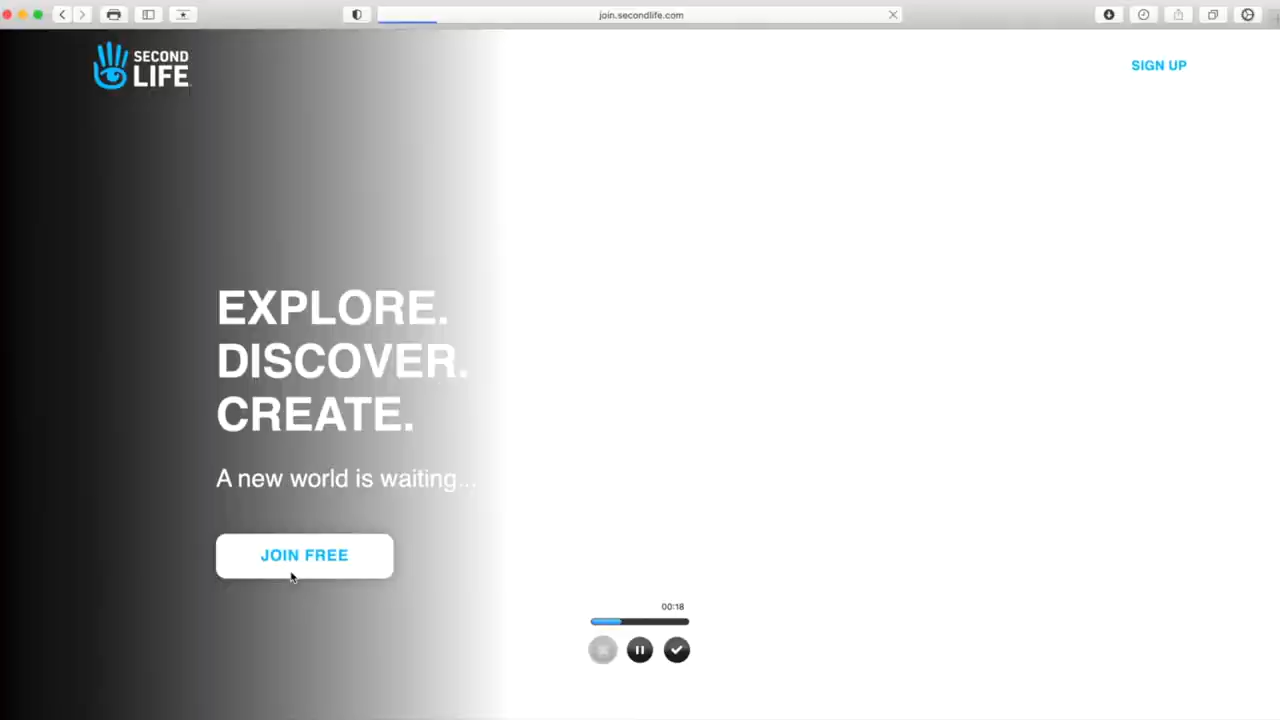 join.secondlife.com
SECOND
LIFE
SIGN UP
EXPLORE.
DISCOVER.
CREATE.
A new world is waiting...
JOIN FREE
00:18